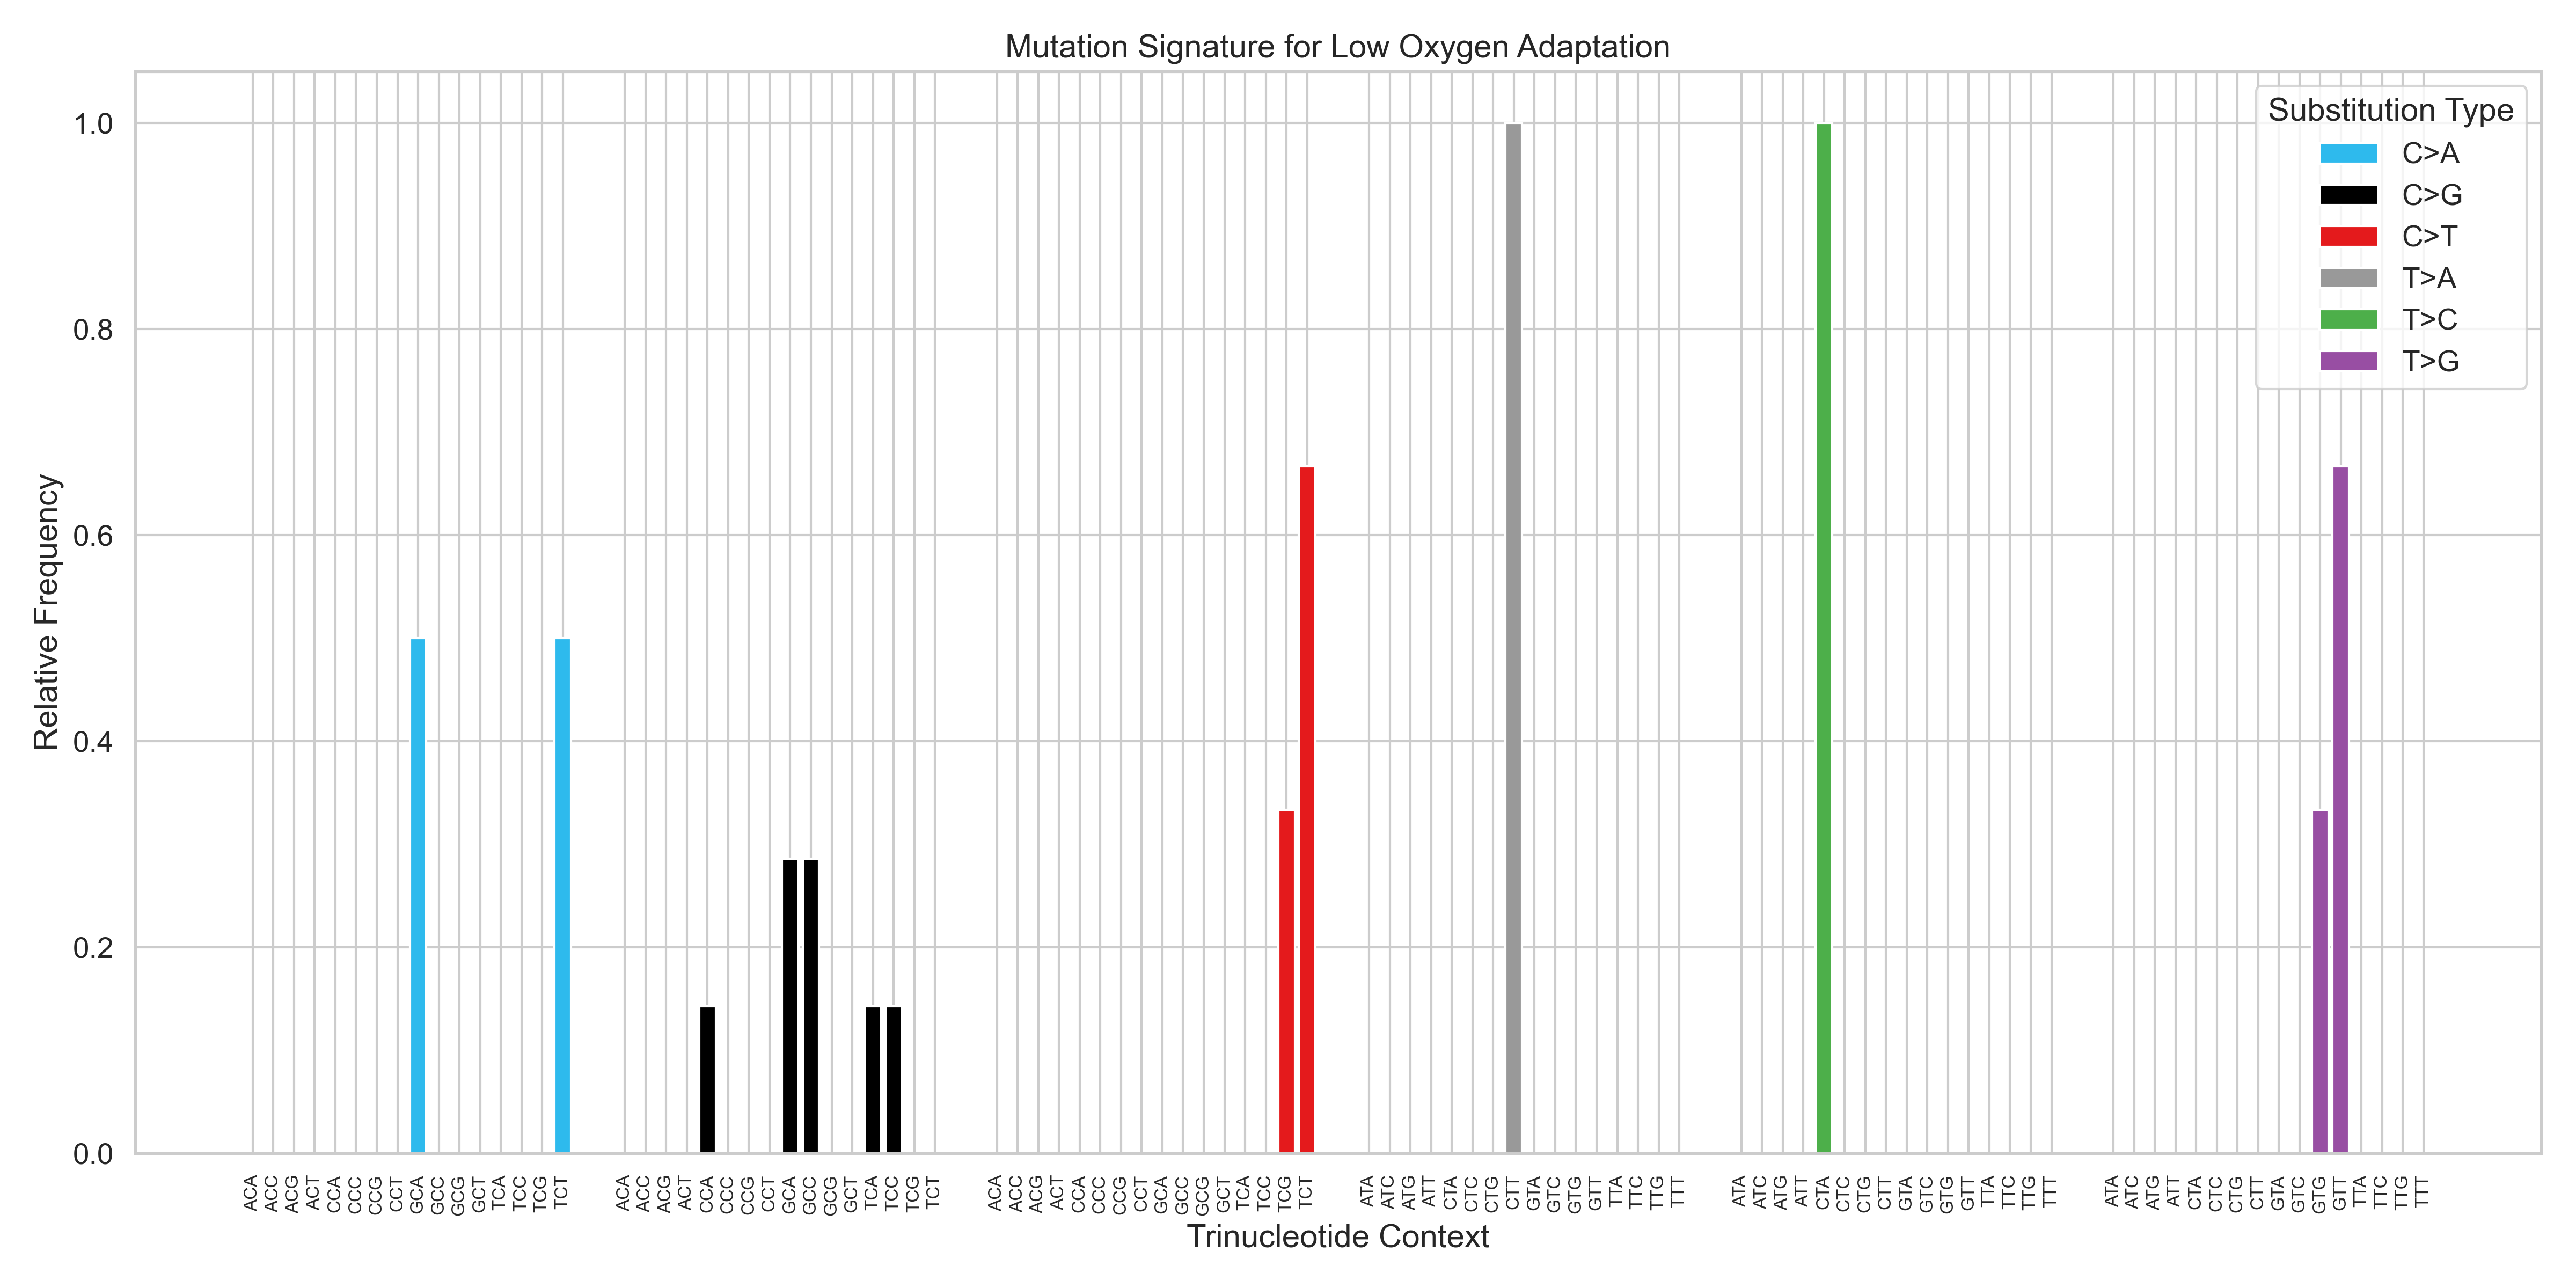 Mutation Signature for Low Oxygen Adaptation
Relative Frequency
1.0
0.8
0.6
0.4
0.2
0.0
Substitution Type
C>A
C>G
C>T
T>A
T>C
T>G
ACA ACC ACG ACT CCA CCC CCG CCT GCA GCC GCG GCT TCA TCC TCG TCT ACA ACC ACG ACT CCA CCC CCG CCT GCA GCC GCG GCT TCA TCC TCG TCT ACA ACC ACG ACT CCA CCC CCG CCT GCA GCC GCG GCT TCA TCC TCG TCT ATA ATC ATG ATT CTA CTC CTG CTT GTA GTC GTG GTT TTA TTC TTG TTT ATA ATC ATG ATT CTA CTC CTG CTT GTA GTC GTG GTT TTA TTC TTG TTT ATA ATC ATG ATT CTA CTC CTG CTT GTA GTC GTG GTT TTA TTC TTG TTT
Trinucleotide Context